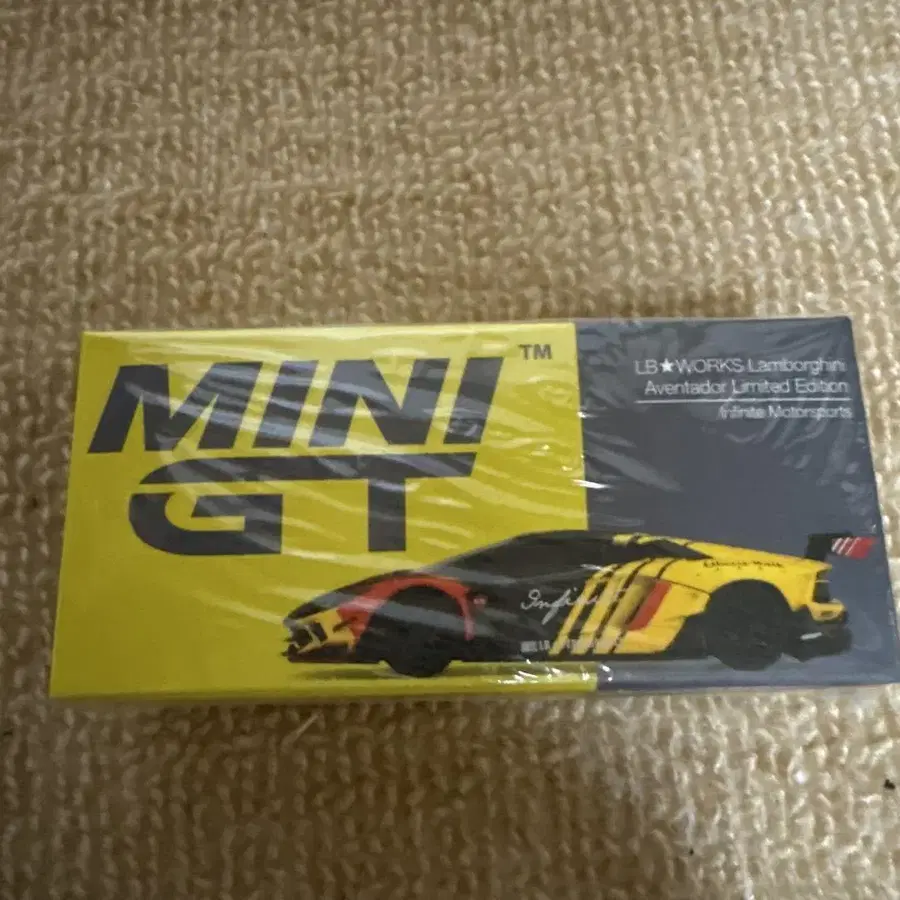 MINI
GT
TM
LB★WORKS Lamborghini
Aventador Limited Edition
Infinite Motorsports